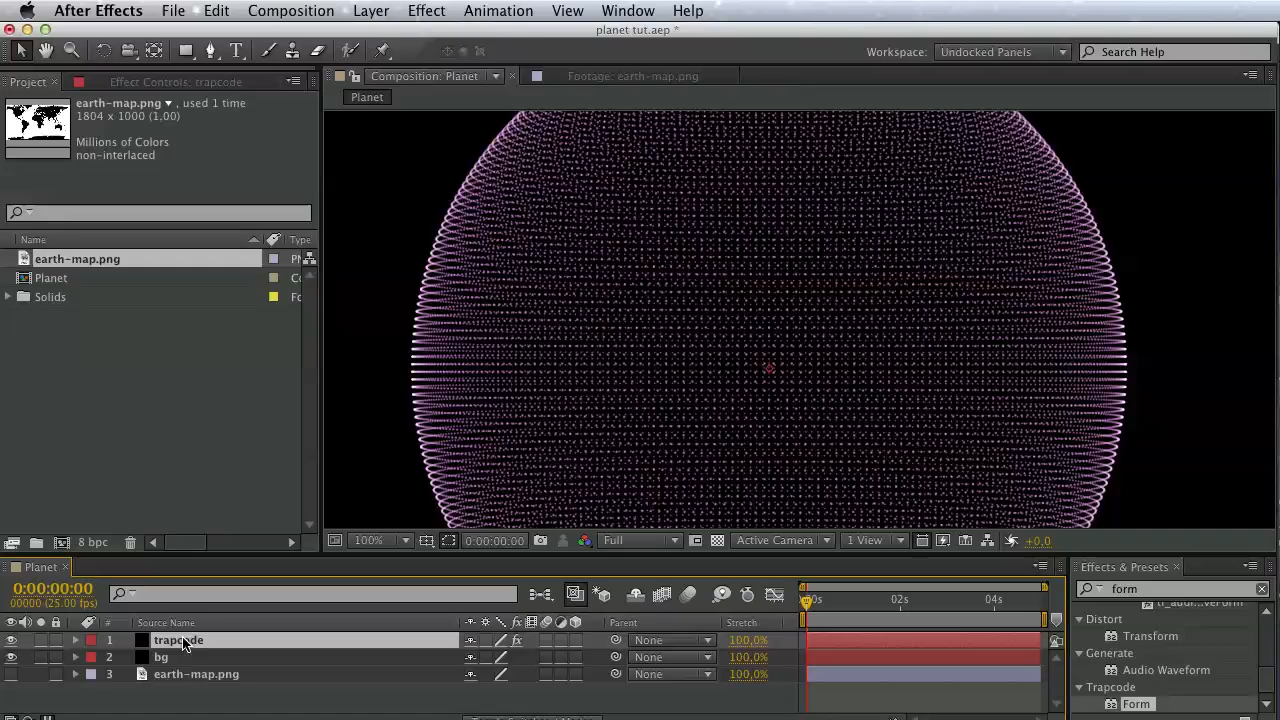 After Effects File Edit Composition Layer Effect Animation View Window Help
planet tut.aep *
Workspace: Undocked Panels Search Help
Project Effect Controls: trapcode Composition: Planet Footage: earth-map.png
Planet
earth-map.png , used 1 time
1804 x 1000 (1,00)
Millions of Colors
non-interlaced
Name Type
earth-map.png
Planet
Solids
8 bpc
100% 0:00:00:00 Full Active Camera 1 View +0,0
Planet
0:00:00:00
00000 (25.00 fps)
02s 04s
# Source Name fx Parent Stretch
1 trapcode fx None 100,0%
2 bg None 100,0%
3 earth-map.png None 100,0%
Effects & Presets
form
Distort
Transform
Generate
Audio Waveform
Trapcode
Form